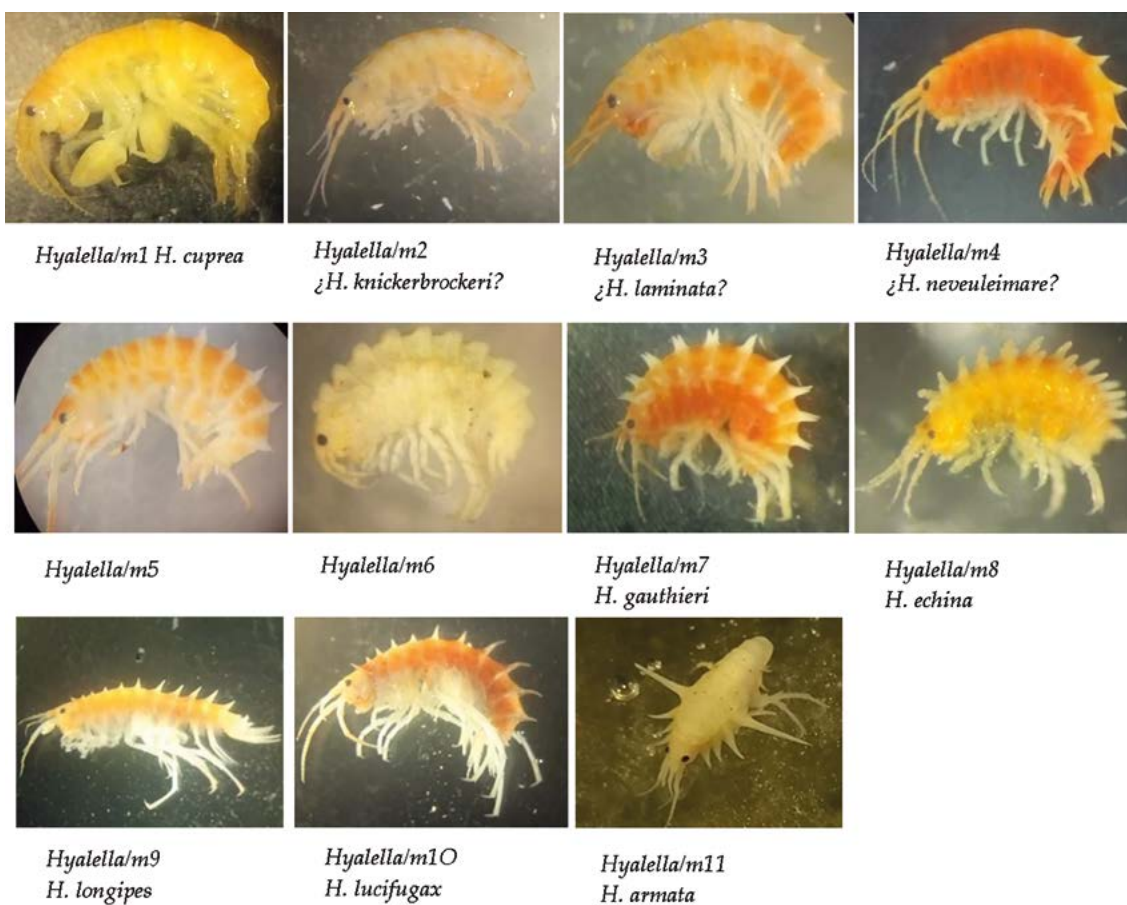 Hyalella/m1 H. cuprea
Hyalella/m2
¿H. knickerbrockeri?
Hyalella/m3
¿H. laminata?
Hyalella/m4
¿H. neveuleimare?
Hyalella/m5
Hyalella/m6
Hyalella/m7
H. gauthieri
Hyalella/m8
H. echina
Hyalella/m9
H. longipes
Hyalella/m1O
H. lucifugax
Hyalella/m11
H. armata